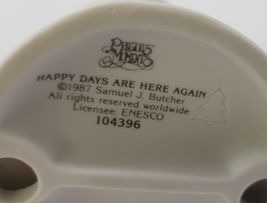 Precious
Moments
HAPPY DAYS ARE HERE AGAIN
©1987 Samuel J. Butcher
All rights reserved worldwide
Licensee: ENESCO
104396